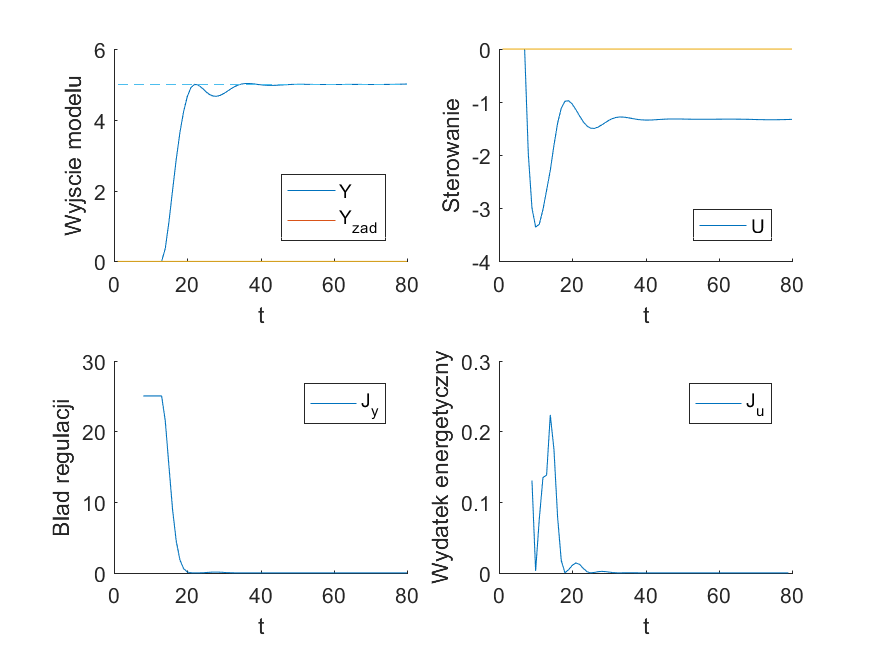 6
4
2
0
0 20 40 60 80
t
Wyjscie modelu
Y
Y_zad
0
-1
-2
-3
-4
0 20 40 60 80
t
Sterowanie
U
30
20
10
0
0 20 40 60 80
t
Blad regulacji
J_y
0.3
0.2
0.1
0
0 20 40 60 80
t
Wydatek energetyczny
J_u